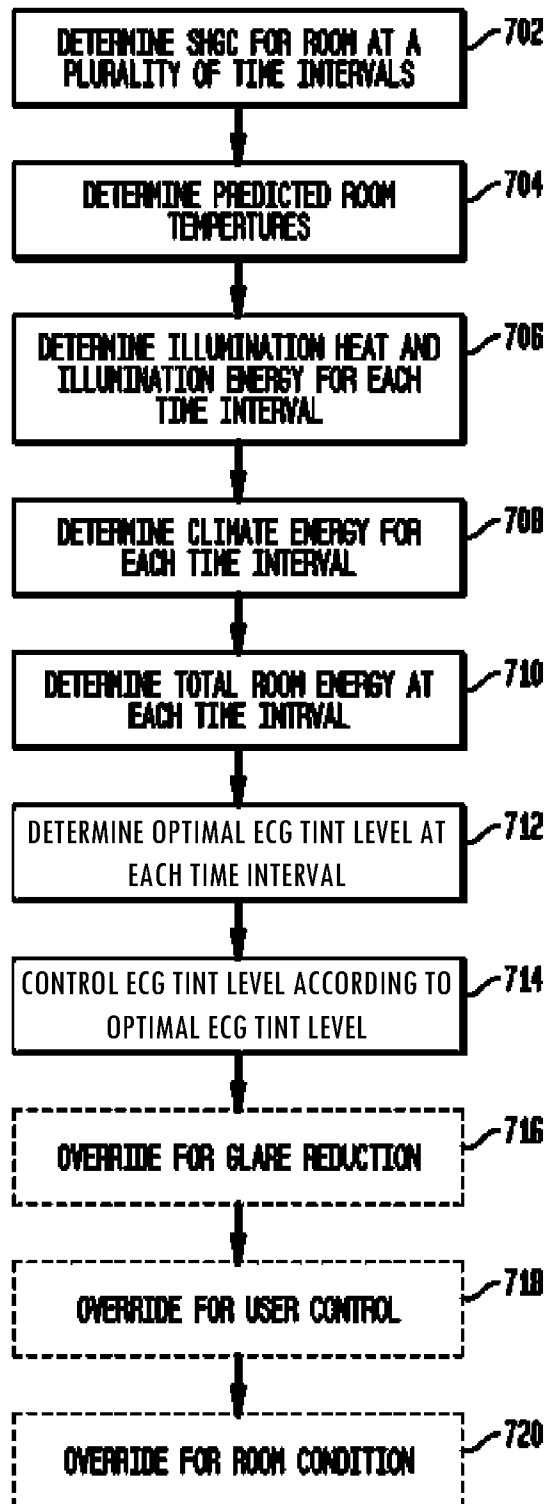 DETERMINE SHGC FOR ROOM AT A
PLURALITY OF TIME INTERVALS
702
DETERMINE PREDICTED ROOM
TEMPERTURES
704
DETERMINE ILLUMINATION HEAT AND
ILLUMINATION ENERGY FOR EACH
TIME INTERVAL
706
DETERMINE CLIMATE ENERGY FOR
EACH TIME INTERVAL
708
DETERMINE TOTAL ROOM ENERGY AT
EACH TIME INTRVAL
710
DETERMINE OPTIMAL ECG TINT LEVEL AT
EACH TIME INTERVAL
712
CONTROL ECG TINT LEVEL ACCORDING TO
OPTIMAL ECG TINT LEVEL
714
OVERRIDE FOR GLARE REDUCTION
716
OVERRIDE FOR USER CONTROL
718
OVERRIDE FOR ROOM CONDITION
720